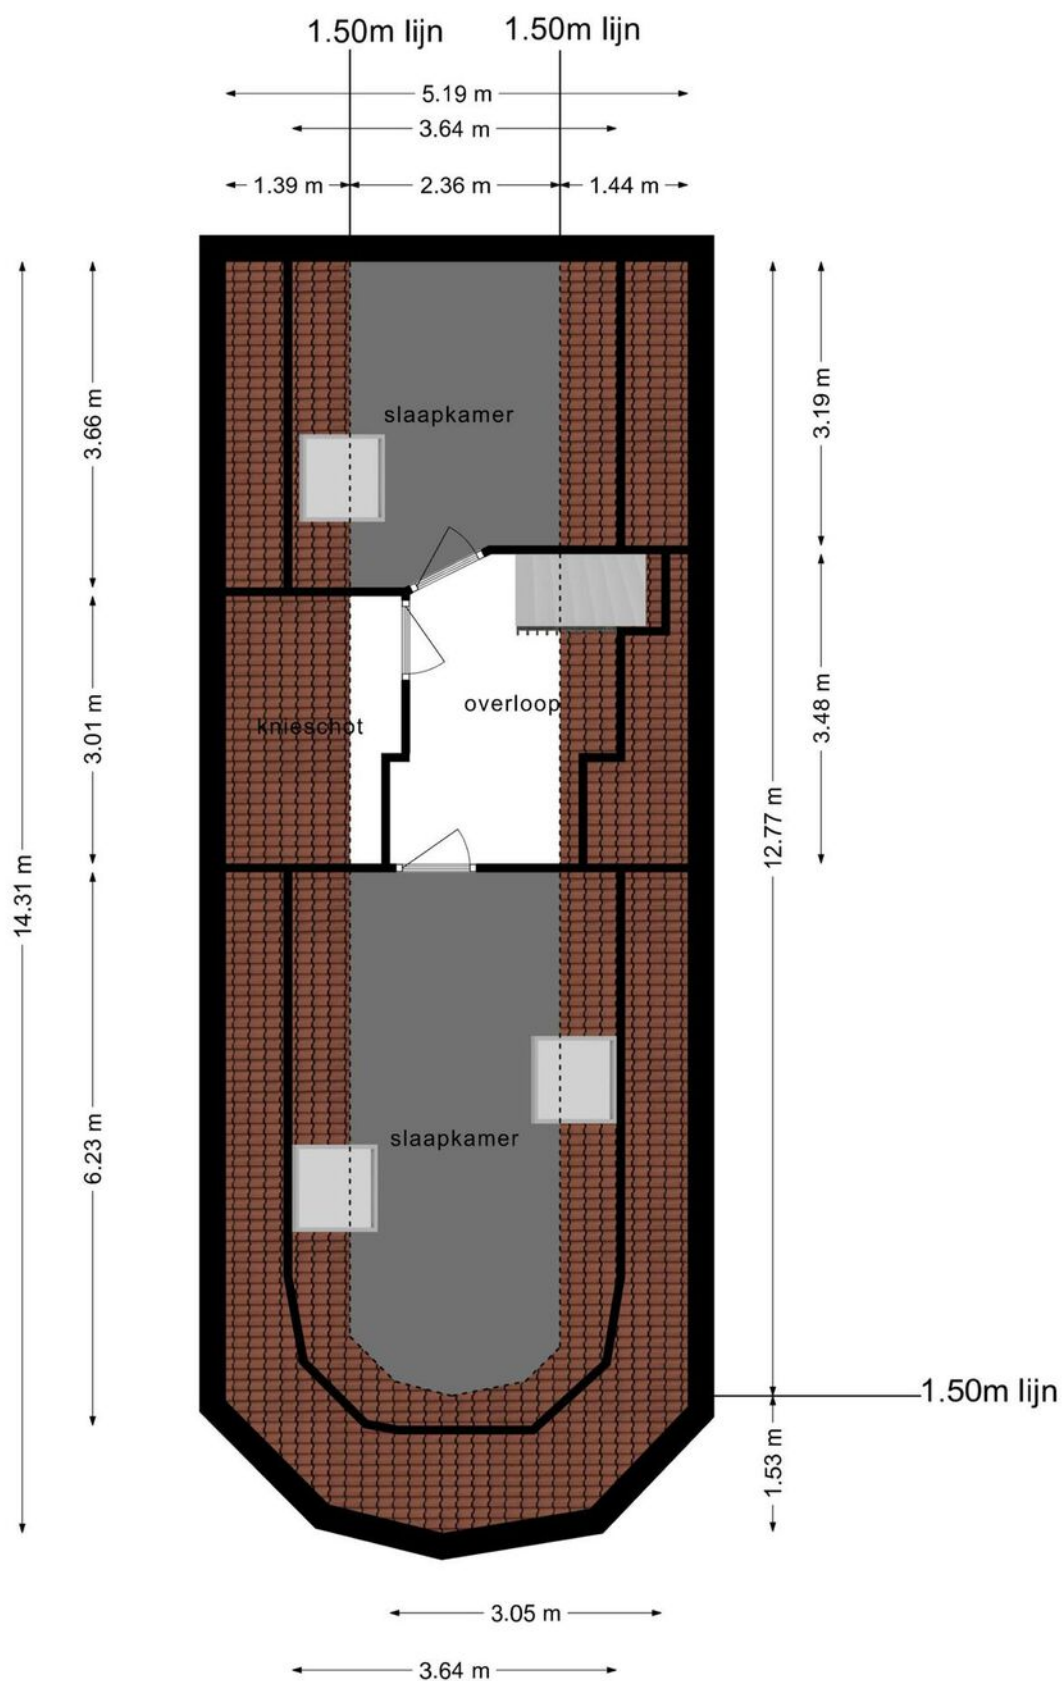 1.50m lijn
1.50m lijn
5.19 m
3.64 m
1.39 m
2.36 m
1.44 m
3.66 m
3.19 m
slaapkamer
3.01 m
knieschot
overloop
3.48 m
14.31 m
12.77 m
6.23 m
slaapkamer
1.50m lijn
1.53 m
3.05 m
3.64 m